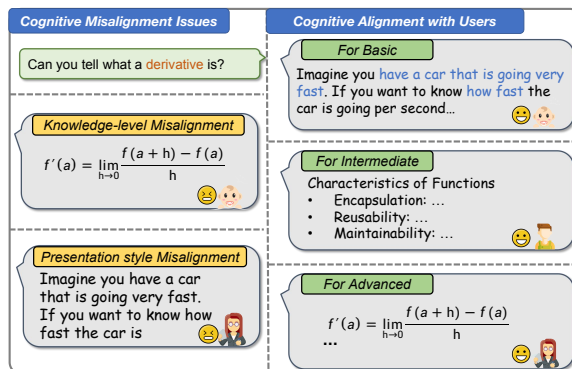 Cognitive Misalignment Issues
Can you tell what a derivative is?
Knowledge-level Misalignment
f′(a) = lim h→0 f(a + h) − f(a) / h
Presentation style Misalignment
Imagine you have a car
that is going very fast.
If you want to know how
fast the car is
Cognitive Alignment with Users
For Basic
Imagine you have a car that is going very
fast. If you want to know how fast the
car is going per second...
For Intermediate
Characteristics of Functions
• Encapsulation: ...
• Reusability: ...
• Maintainability: ...
For Advanced
f′(a) = lim h→0 f(a + h) − f(a) / h
...